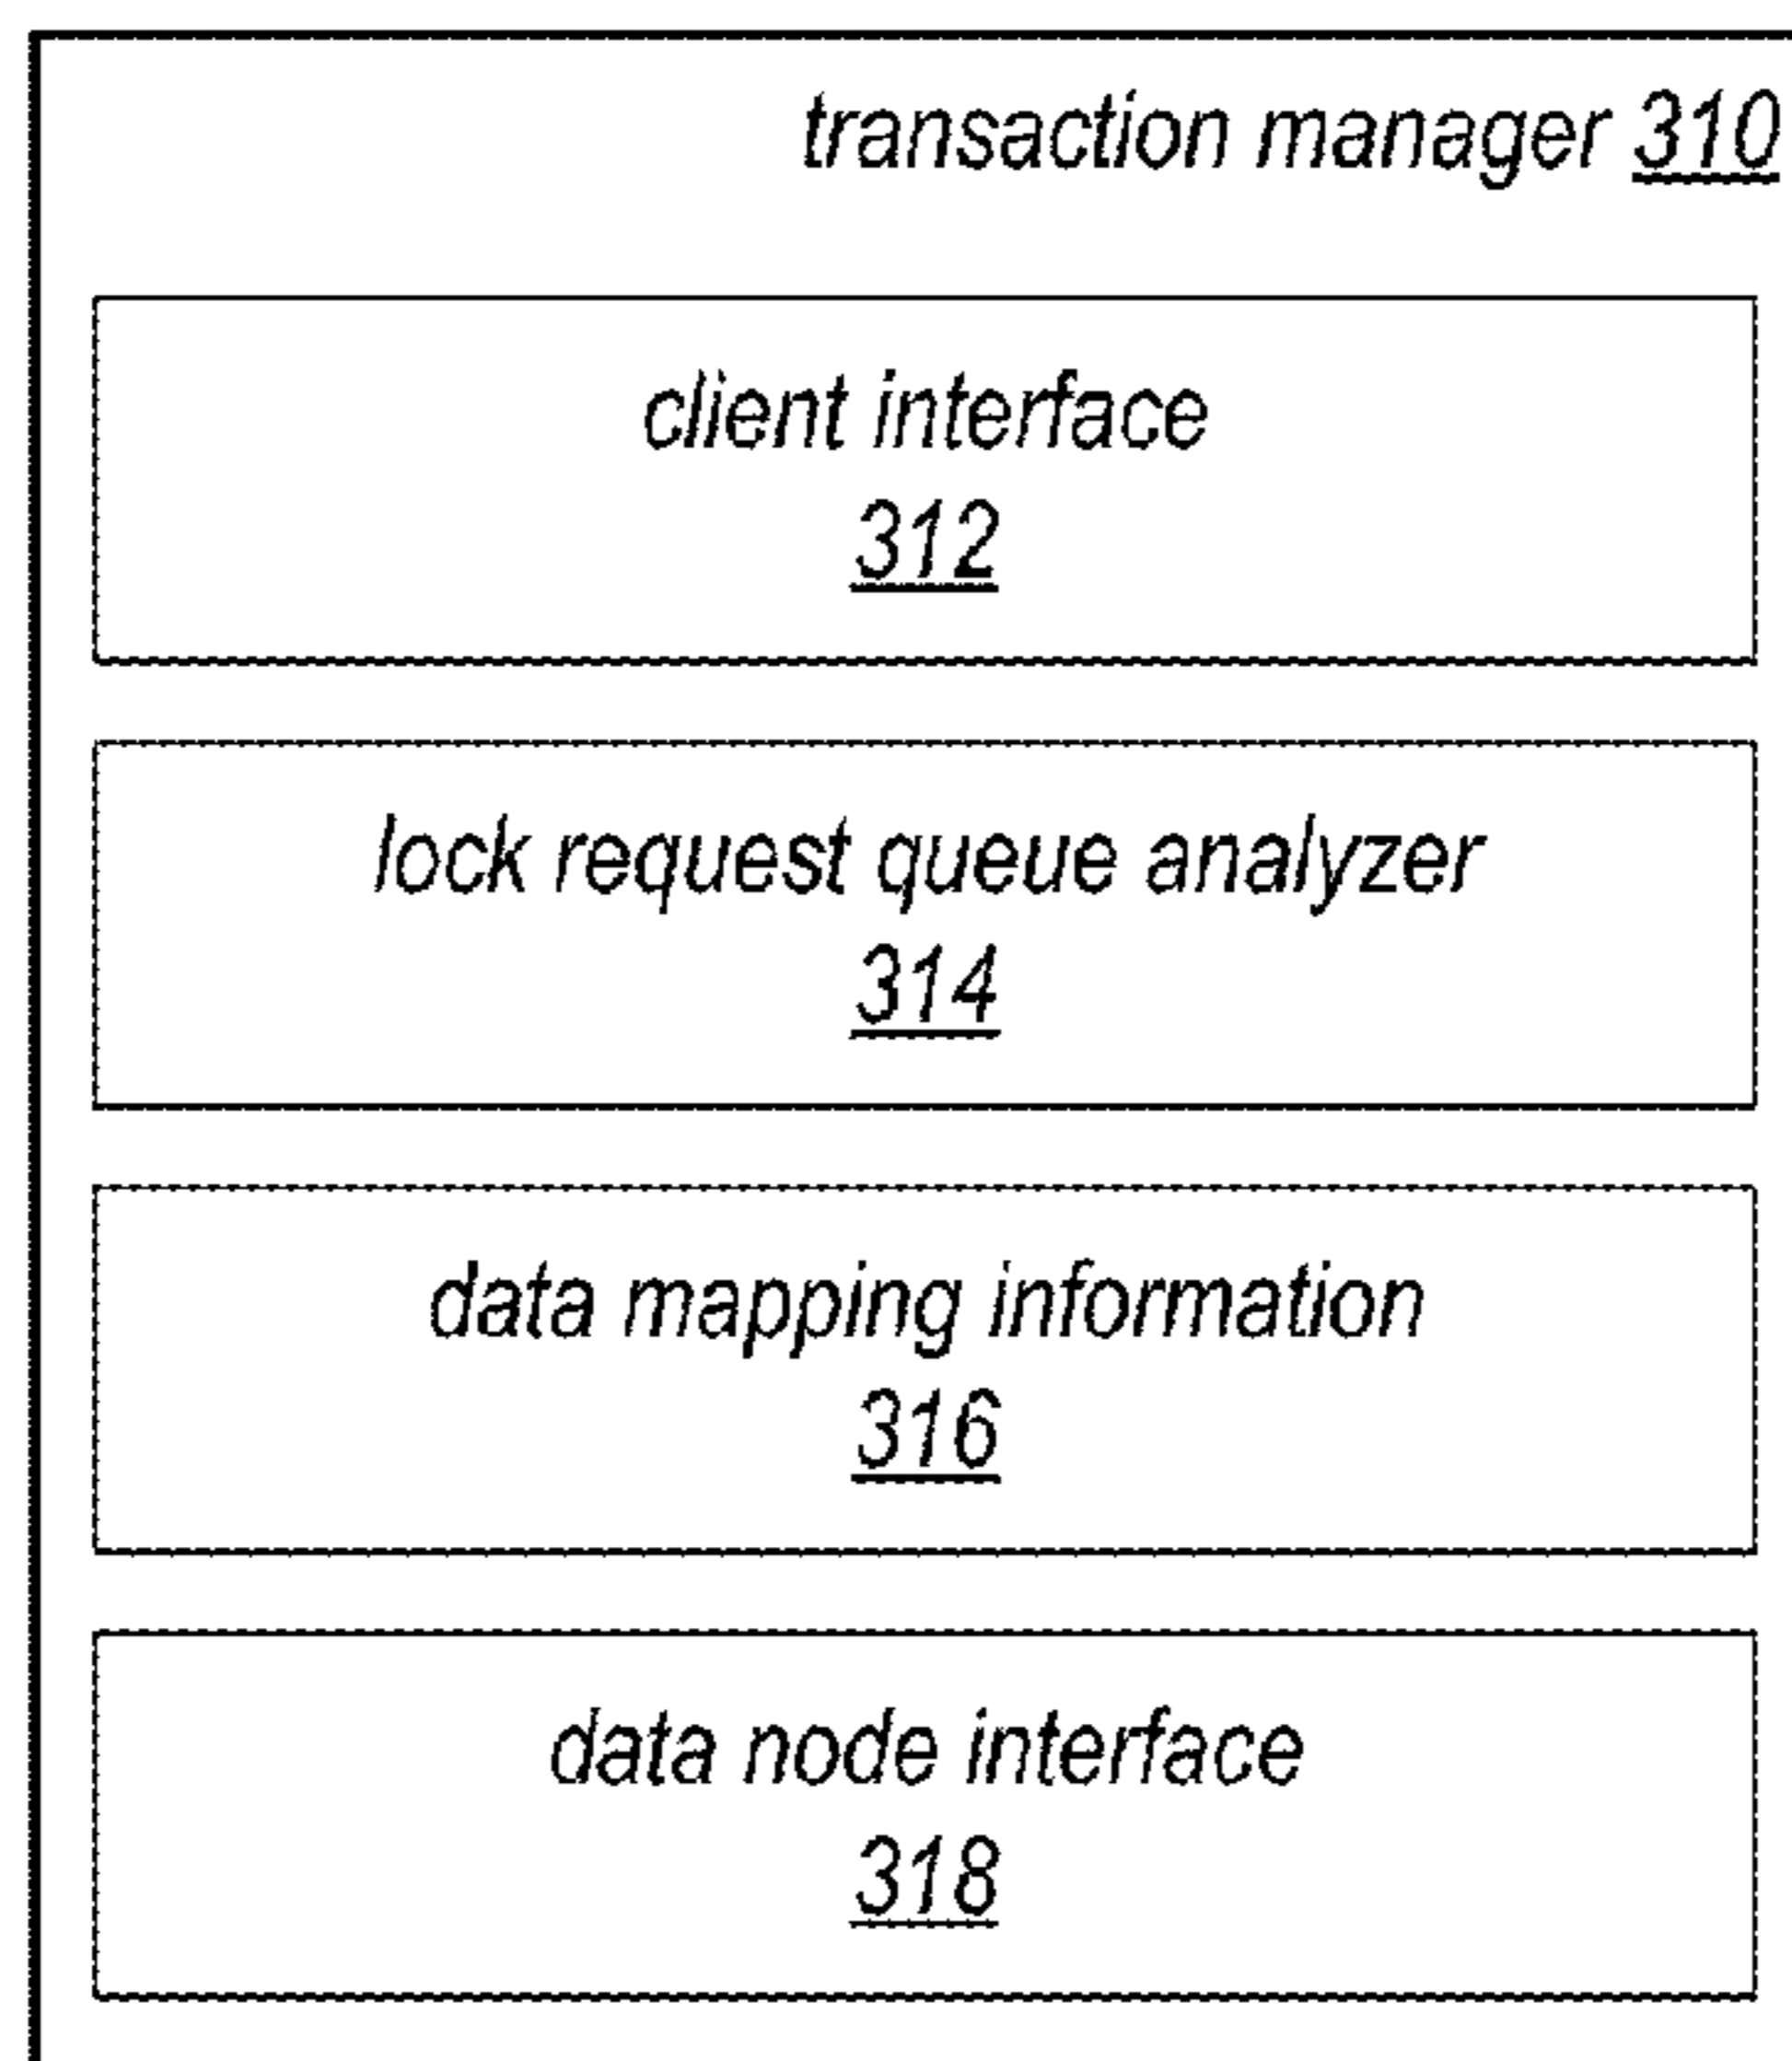 transaction manager 310
client interface
312
lock request queue analyzer
314
data mapping information
316
data node interface
318